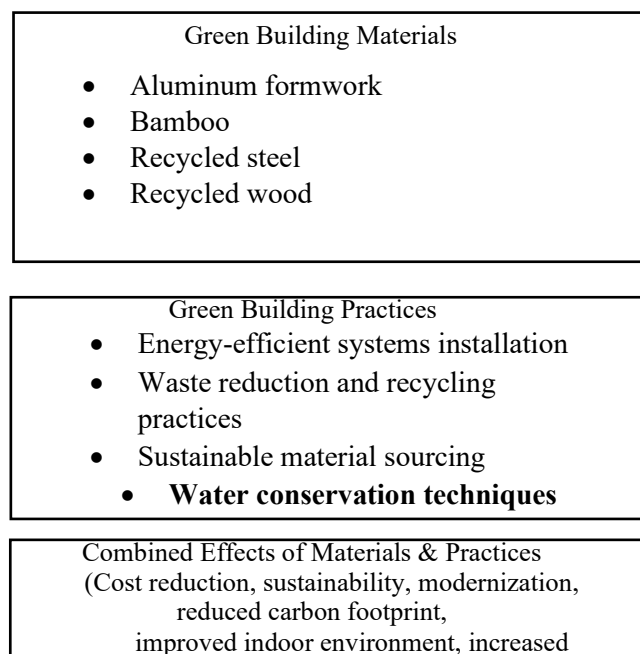 Green Building Materials
• Aluminum formwork
• Bamboo
• Recycled steel
• Recycled wood
Green Building Practices
• Energy-efficient systems installation
• Waste reduction and recycling
practices
• Sustainable material sourcing
• Water conservation techniques
Combined Effects of Materials & Practices
(Cost reduction, sustainability, modernization,
reduced carbon footprint,
improved indoor environment, increased